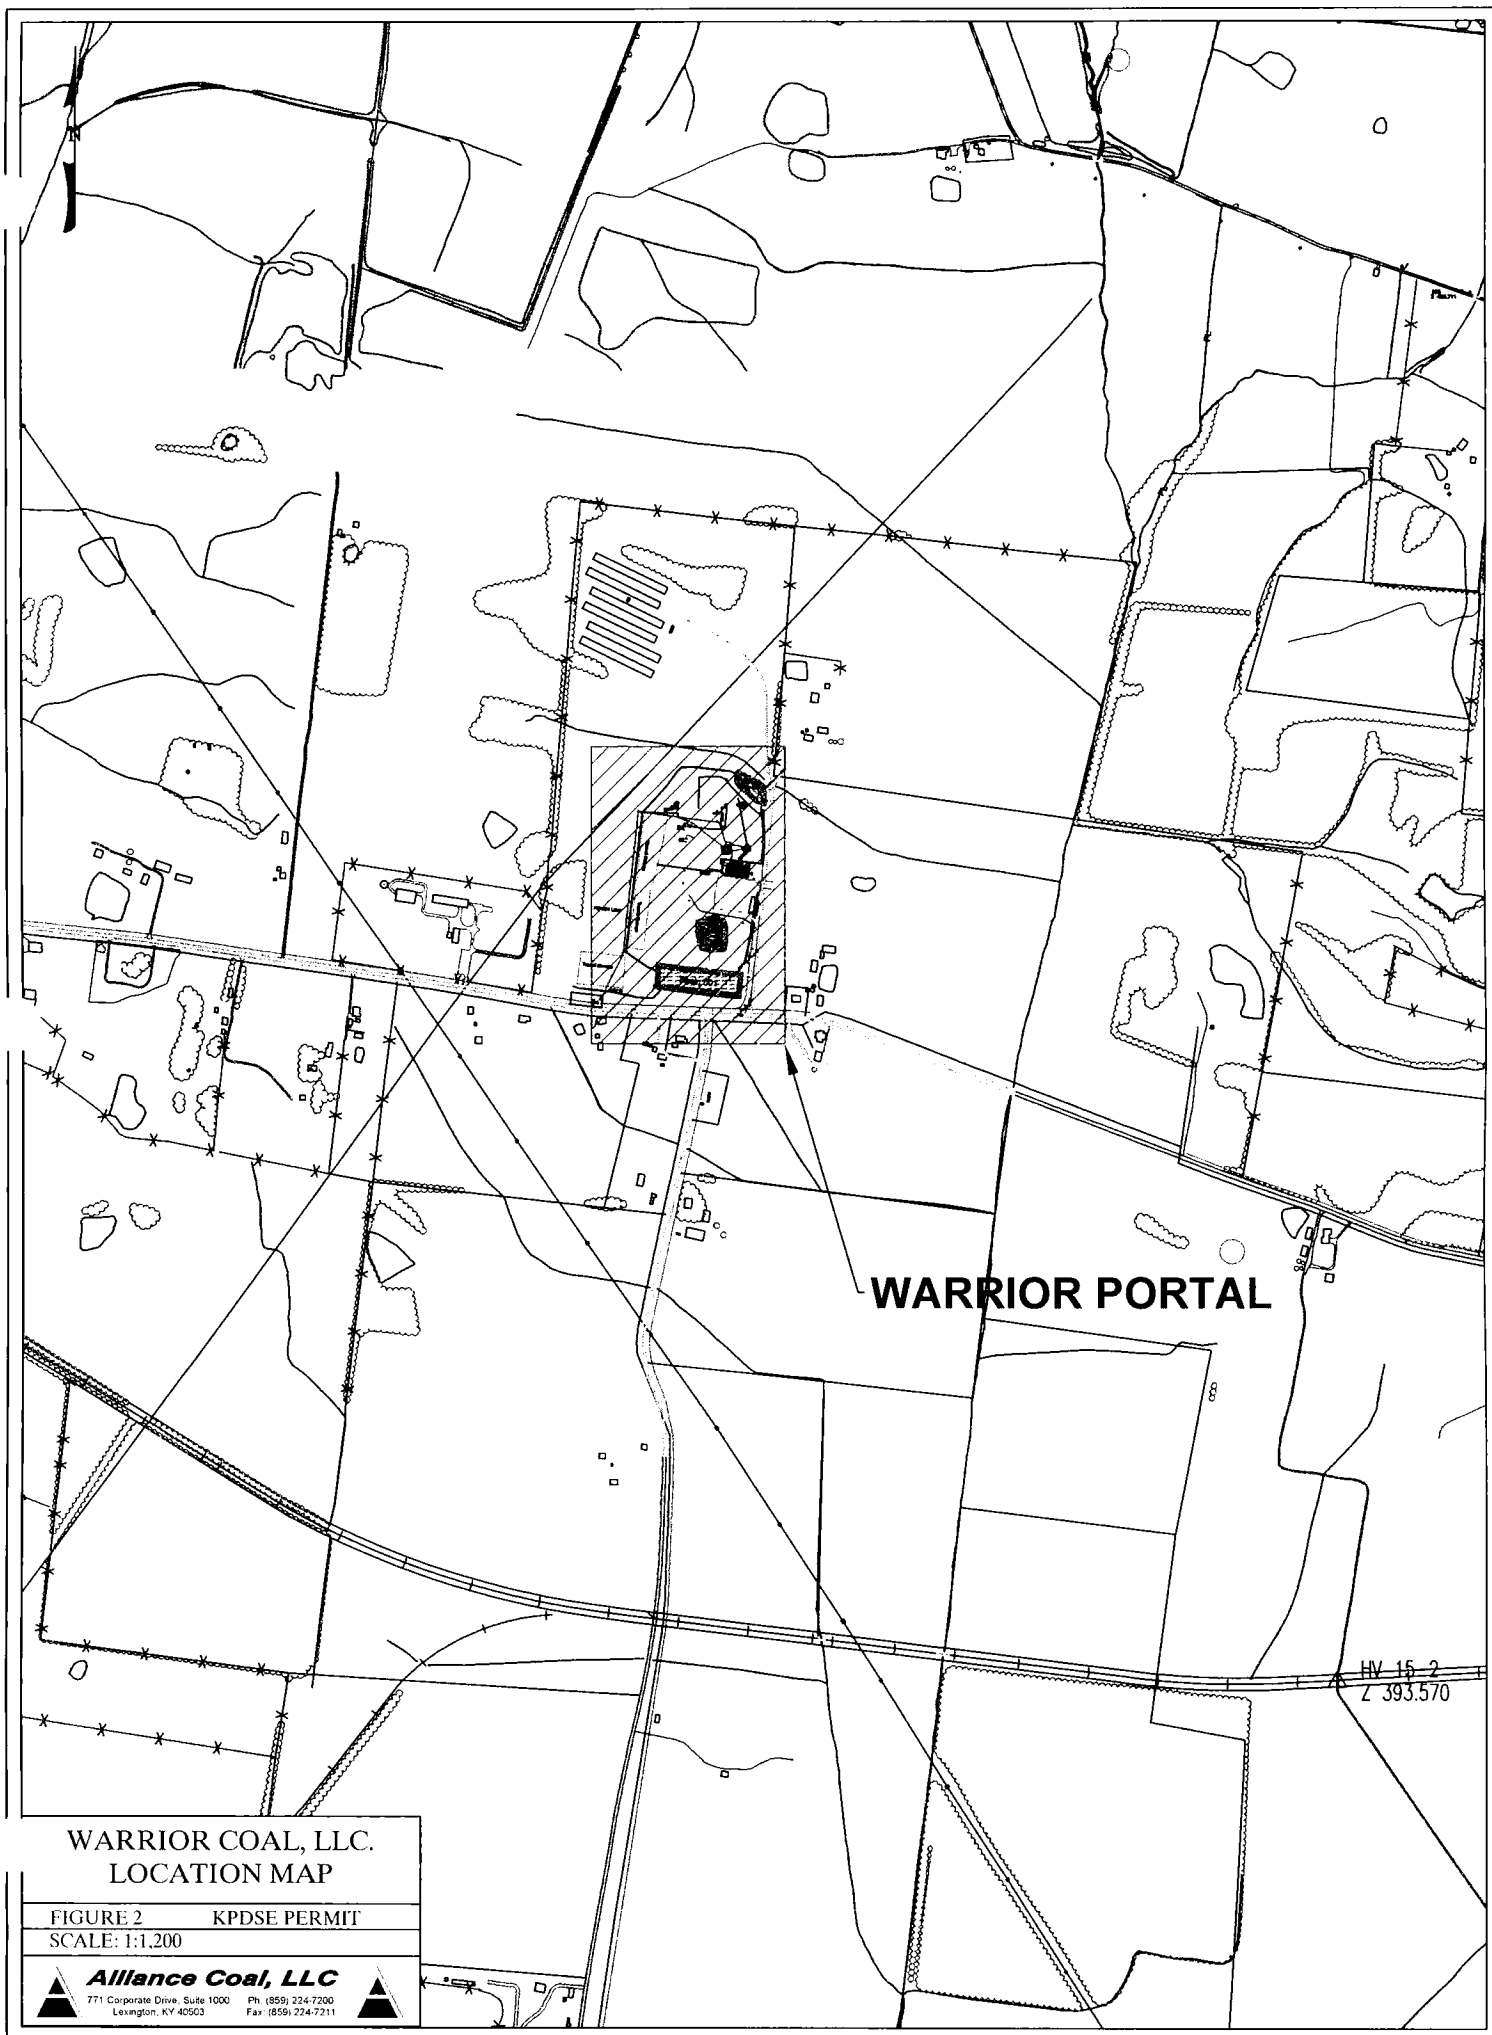 N
WARRIOR PORTAL
HV 15-2
Z 393.570
WARRIOR COAL, LLC.
LOCATION MAP
FIGURE 2 KPDSE PERMIT
SCALE: 1:1,200
Alliance Coal, LLC
771 Corporate Drive, Suite 1000 Ph. (859) 224-7200
Lexington, KY 40503 Fax: (859) 224-7211